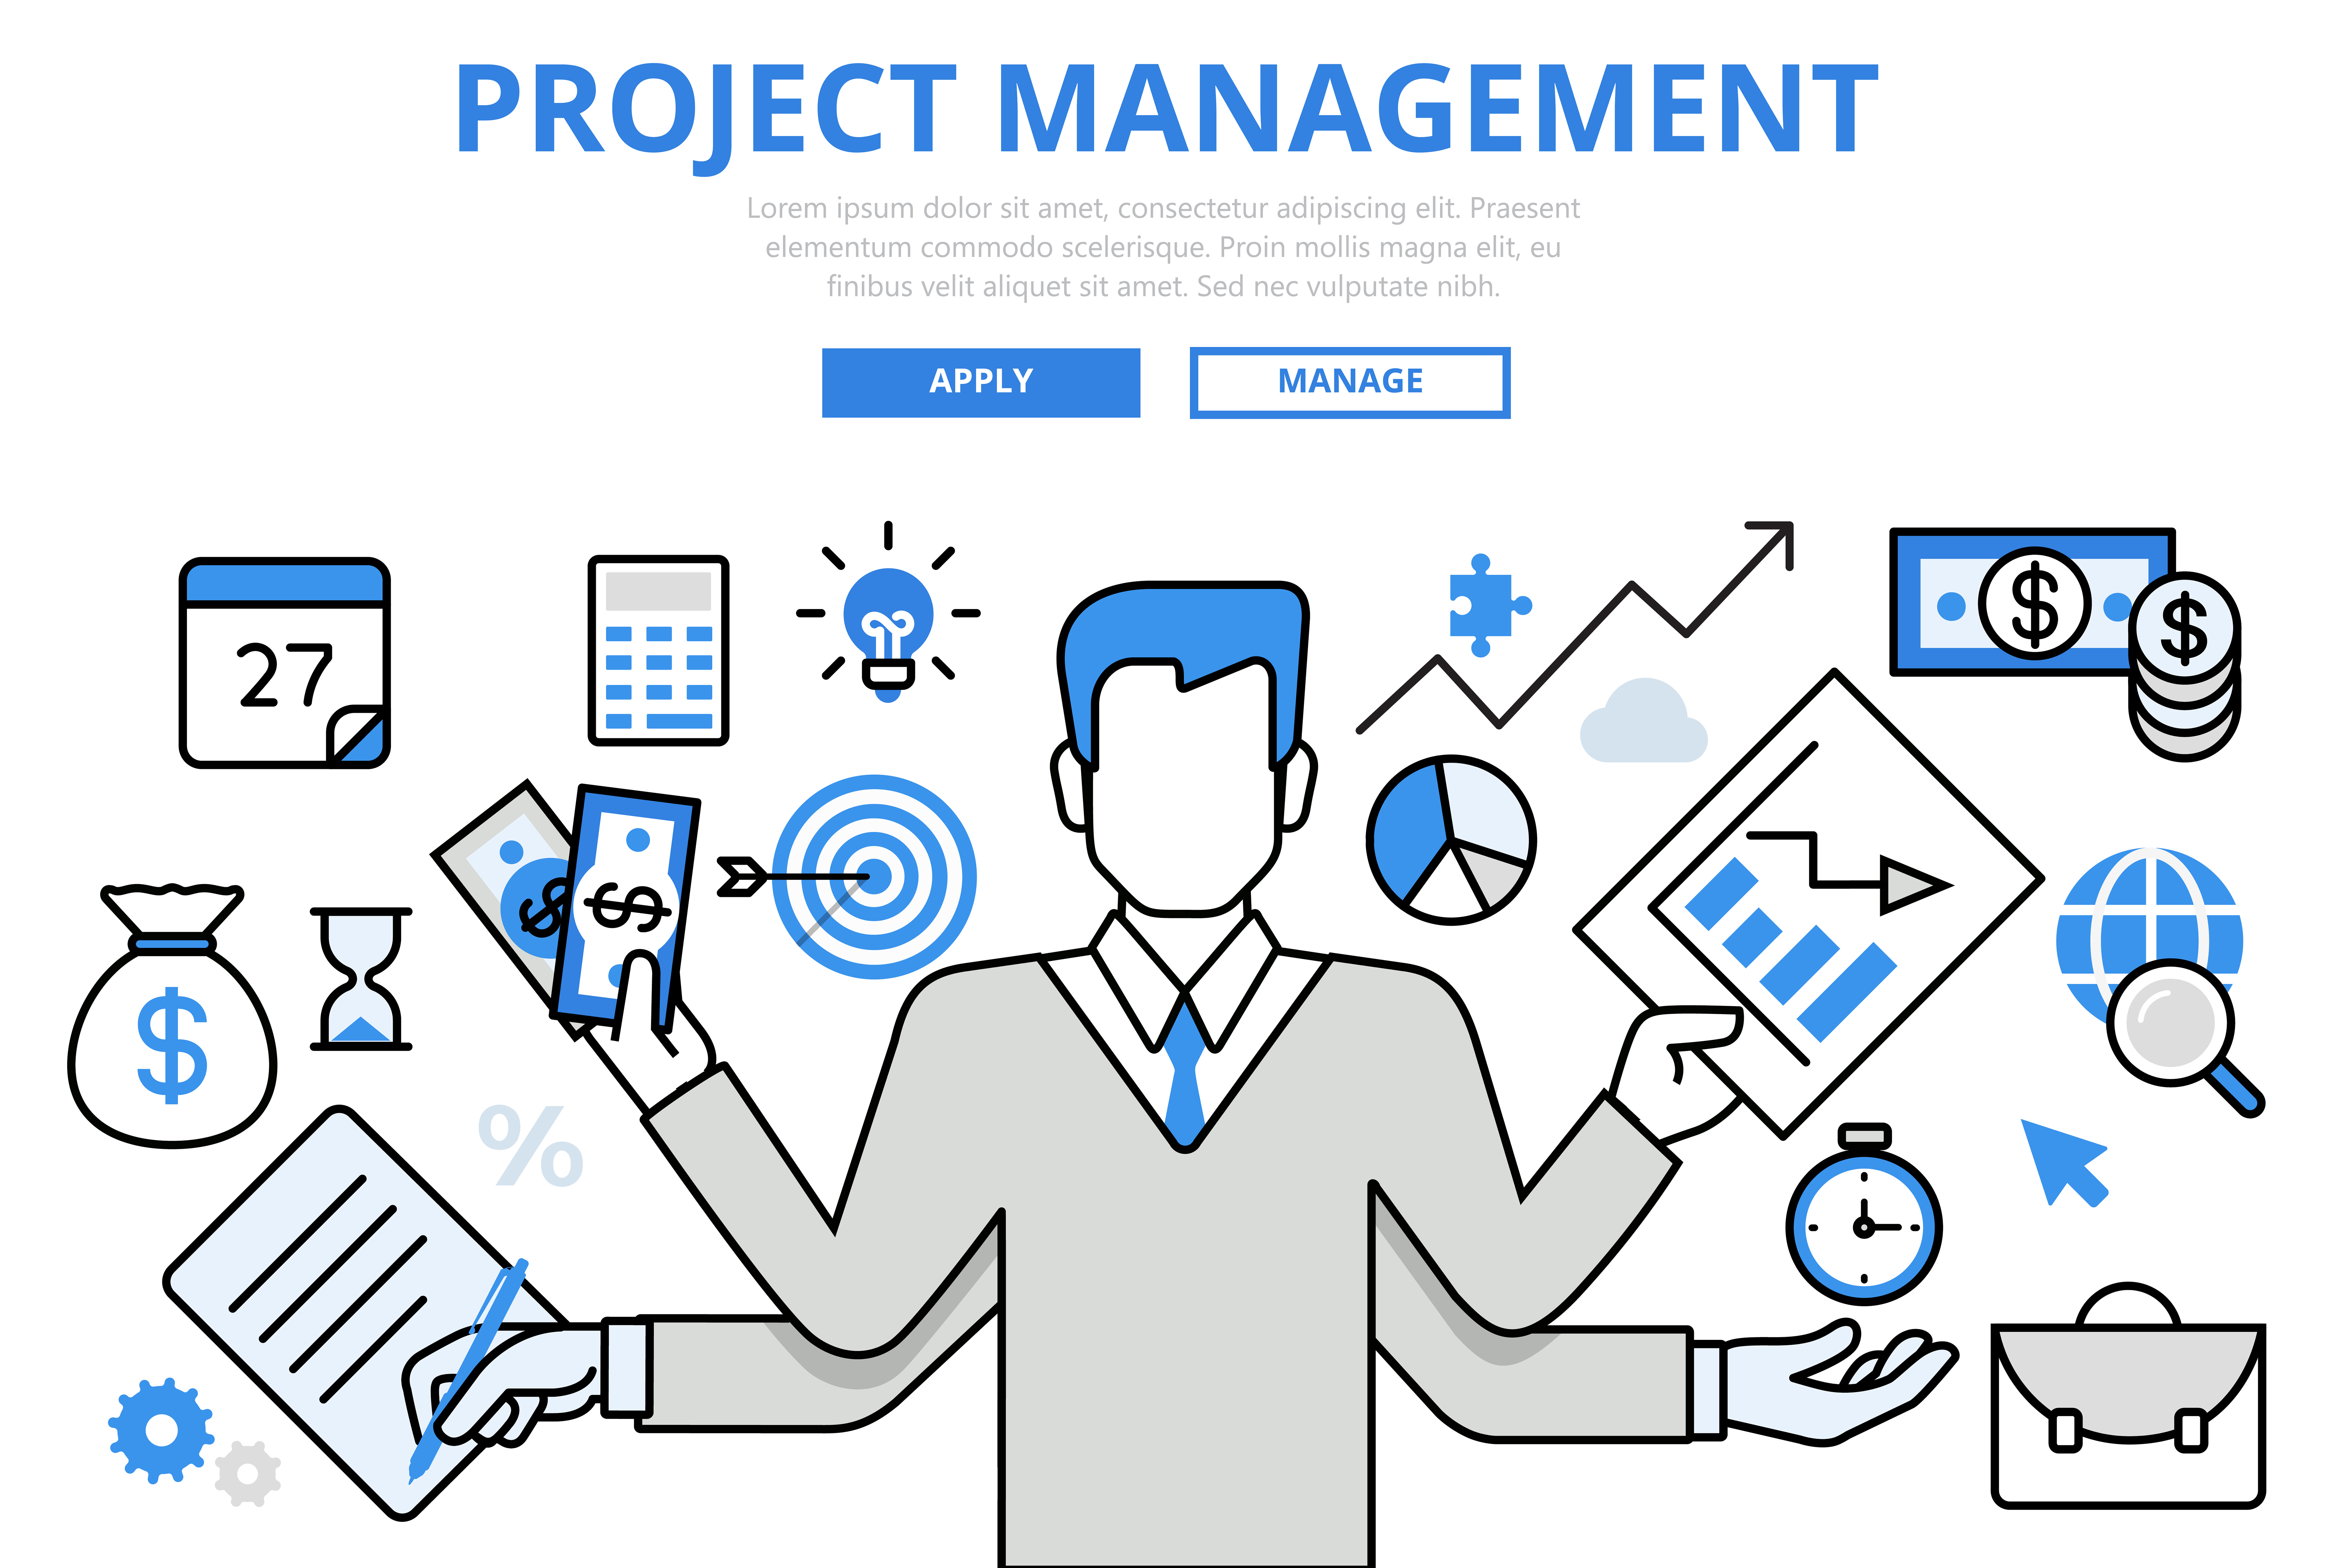 PROJECT MANAGEMENT
Lorem ipsum dolor sit amet, consectetur adipiscing elit. Praesent
elementum commodo scelerisque. Proin mollis magna elit, eu
finibus velit aliquet sit amet. Sed nec vulputate nibh.
APPLY
MANAGE
27
$
$
$
$
$
%